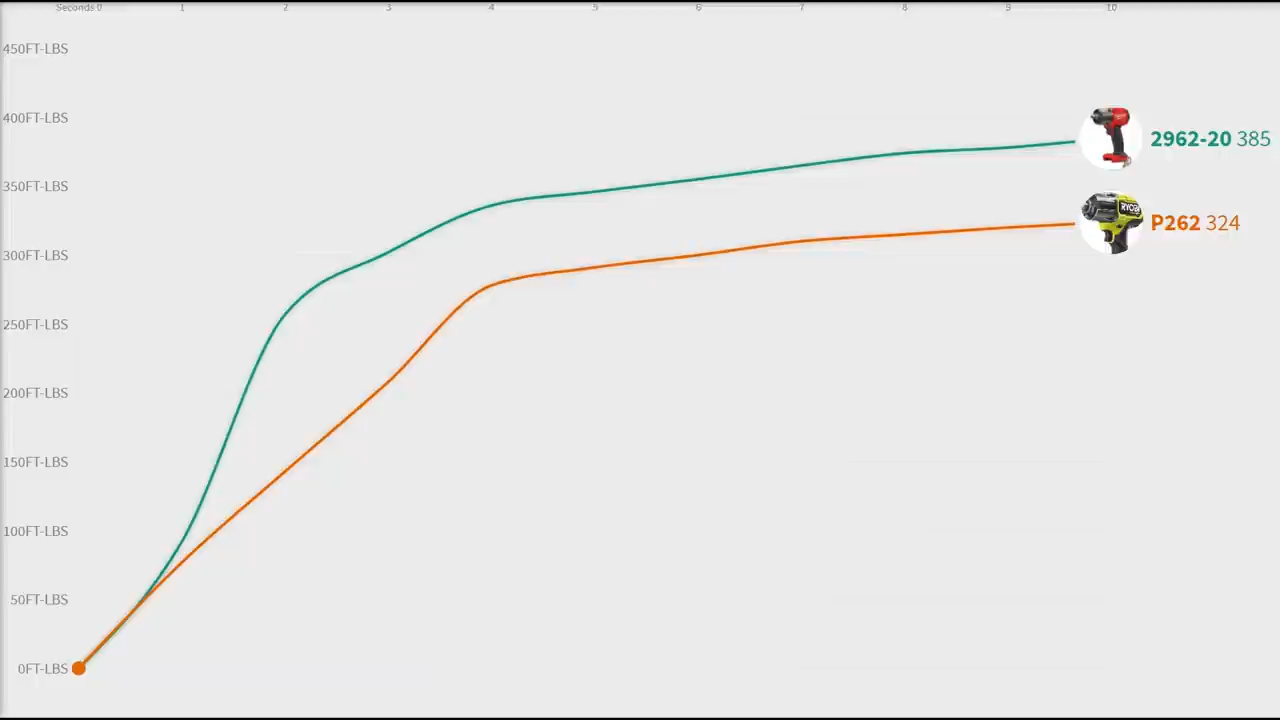 Seconds 0 1 2 3 4 5 6 7 8 9 10
450FT-LBS
400FT-LBS
2962-20 385
350FT-LBS
RYOBI
P262 324
300FT-LBS
250FT-LBS
200FT-LBS
150FT-LBS
100FT-LBS
50FT-LBS
0FT-LBS